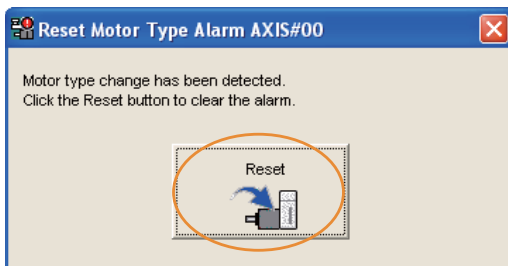 Reset Motor Type Alarm AXIS#00
Motor type change has been detected.
Click the Reset button to clear the alarm.
Reset